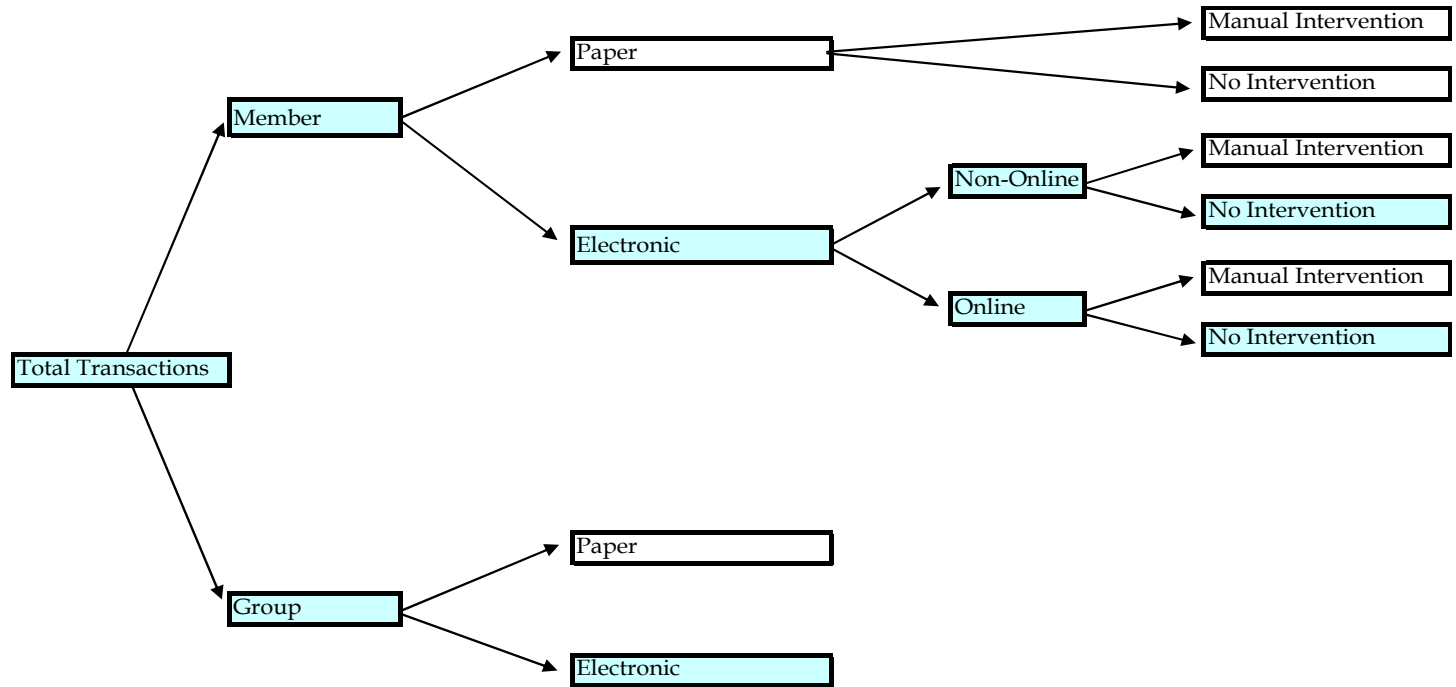 Manual Intervention
Paper
No Intervention
Member
Manual Intervention
Non-Online
No Intervention
Electronic
Manual Intervention
Online
No Intervention
Total Transactions
Paper
Group
Electronic